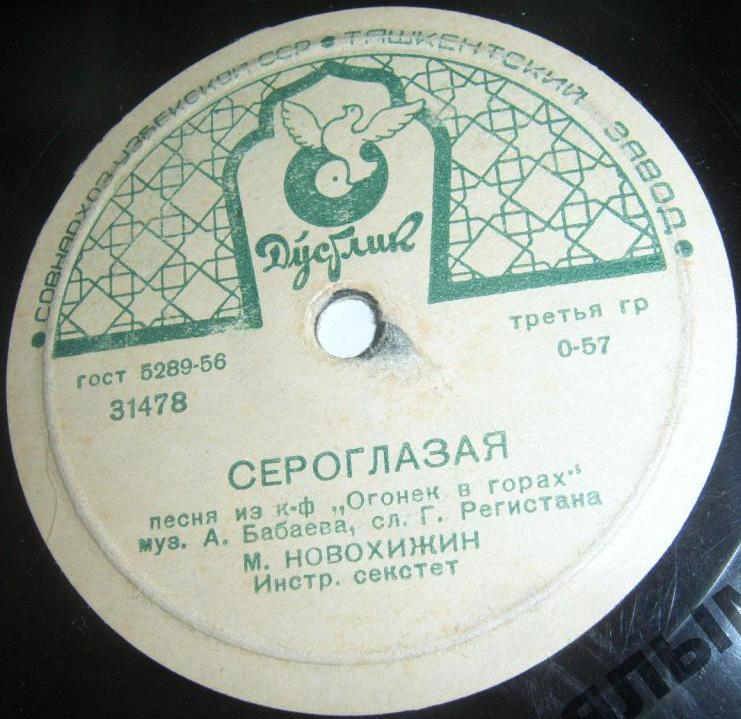 • СОВНАРХОЗ УЗБЕКСКОЙ ССР • ТАШКЕНТСКИЙ ЗАВОД •
Дўстлик
гост 5289-56
31478
третья гр
0-57
СЕРОГЛАЗАЯ
песня из к-ф „Огонек в горах"
муз. А. Бабаева, сл. Г. Регистана
М. НОВОХИЖИН
Инстр. секстет